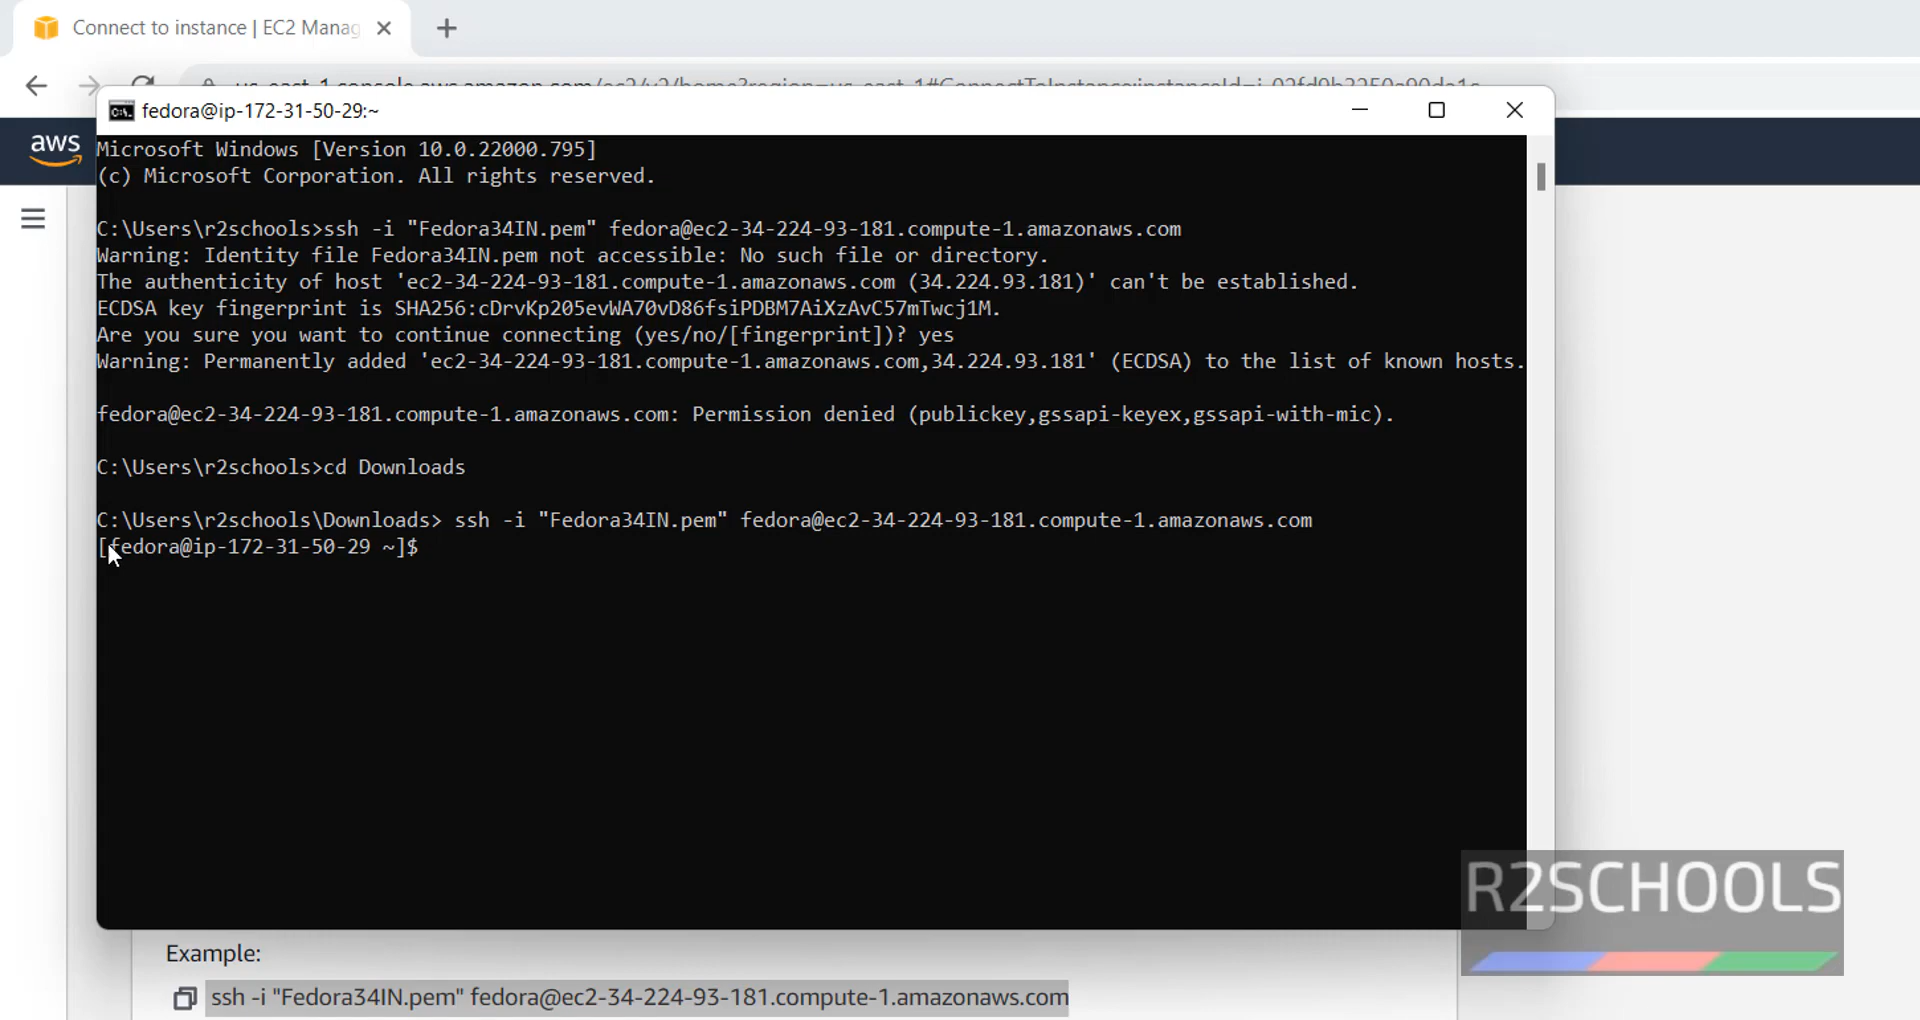 Connect to instance | EC2 Manag
fedora@ip-172-31-50-29:~
aws
Microsoft Windows [Version 10.0.22000.795]
(c) Microsoft Corporation. All rights reserved.
C:\Users\r2schools>ssh -i "Fedora34IN.pem" fedora@ec2-34-224-93-181.compute-1.amazonaws.com
Warning: Identity file Fedora34IN.pem not accessible: No such file or directory.
The authenticity of host 'ec2-34-224-93-181.compute-1.amazonaws.com (34.224.93.181)' can't be established.
ECDSA key fingerprint is SHA256:cDrvKp205evWA70vD86fsiPDBM7AiXzAvC57mTwcj1M.
Are you sure you want to continue connecting (yes/no/[fingerprint])? yes
Warning: Permanently added 'ec2-34-224-93-181.compute-1.amazonaws.com,34.224.93.181' (ECDSA) to the list of known hosts.
fedora@ec2-34-224-93-181.compute-1.amazonaws.com: Permission denied (publickey,gssapi-keyex,gssapi-with-mic).
C:\Users\r2schools>cd Downloads
C:\Users\r2schools\Downloads> ssh -i "Fedora34IN.pem" fedora@ec2-34-224-93-181.compute-1.amazonaws.com
[fedora@ip-172-31-50-29 ~]$
R2SCHOOLS
Example:
ssh -i "Fedora34IN.pem" fedora@ec2-34-224-93-181.compute-1.amazonaws.com